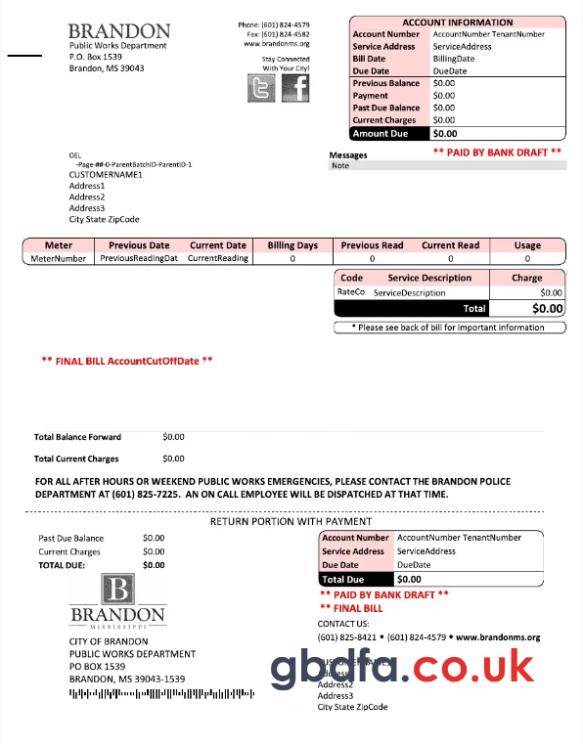 BRANDON
Public Works Department
P.O. Box 1539
Brandon, MS 39043
Phone: (601) 824-4579
Fax: (601) 824-4582
www.brandonms.org
Stay Connected
With Your City!
ACCOUNT INFORMATION
Account Number AccountNumber TenantNumber
Service Address ServiceAddress
Bill Date BillingDate
Due Date DueDate
Previous Balance $0.00
Payment $0.00
Past Due Balance $0.00
Current Charges $0.00
Amount Due $0.00
** PAID BY BANK DRAFT **
Messages
Note
OEL
-Page-##-0-ParentBatchID-ParentID-1
CUSTOMERNAME1
Address1
Address2
Address3
City State ZipCode
Meter Previous Date Current Date Billing Days Previous Read Current Read Usage
MeterNumber PreviousReadingDat CurrentReading 0 0 0 0
Code Service Description Charge
RateCo ServiceDescription $0.00
Total $0.00
* Please see back of bill for important information
** FINAL BILL AccountCutOffDate **
Total Balance Forward $0.00
Total Current Charges $0.00
FOR ALL AFTER HOURS OR WEEKEND PUBLIC WORKS EMERGENCIES, PLEASE CONTACT THE BRANDON POLICE
DEPARTMENT AT (601) 825-7225. AN ON CALL EMPLOYEE WILL BE DISPATCHED AT THAT TIME.
RETURN PORTION WITH PAYMENT
Past Due Balance $0.00
Current Charges $0.00
TOTAL DUE: $0.00
Account Number AccountNumber TenantNumber
Service Address ServiceAddress
Due Date DueDate
Total Due $0.00
** PAID BY BANK DRAFT **
** FINAL BILL
B
BRANDON
MISSISSIPPI
CONTACT US:
(601) 825-8421 • (601) 824-4579 • www.brandonms.org
CITY OF BRANDON
PUBLIC WORKS DEPARTMENT
PO BOX 1539
BRANDON, MS 39043-1539
gbdfa.co.uk
Address2
Address3
City State ZipCode